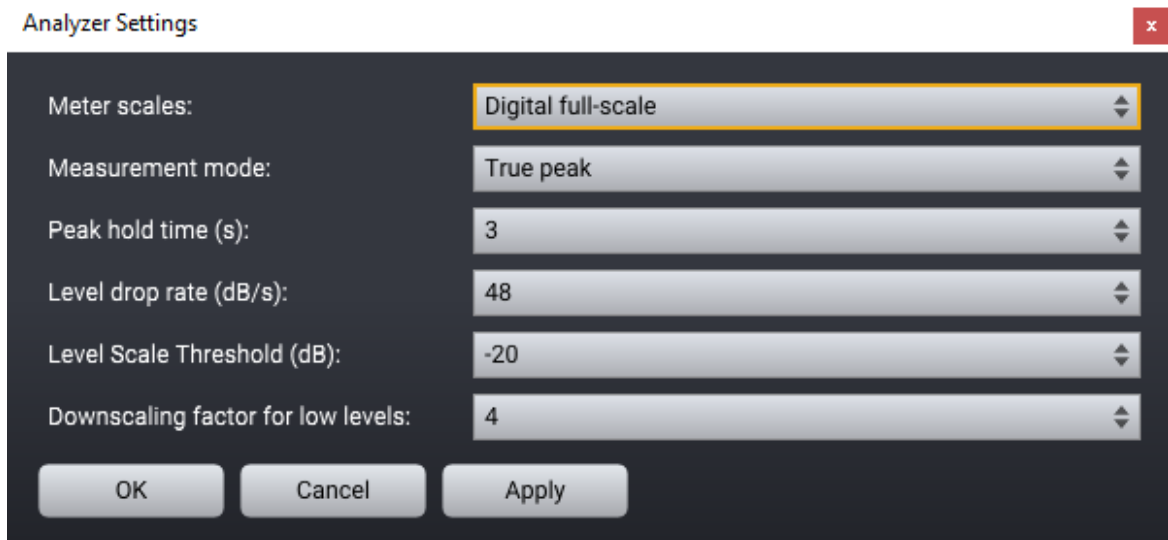 Analyzer Settings
x
Meter scales: Digital full-scale
Measurement mode: True peak
Peak hold time (s): 3
Level drop rate (dB/s): 48
Level Scale Threshold (dB): -20
Downscaling factor for low levels: 4
OK Cancel Apply